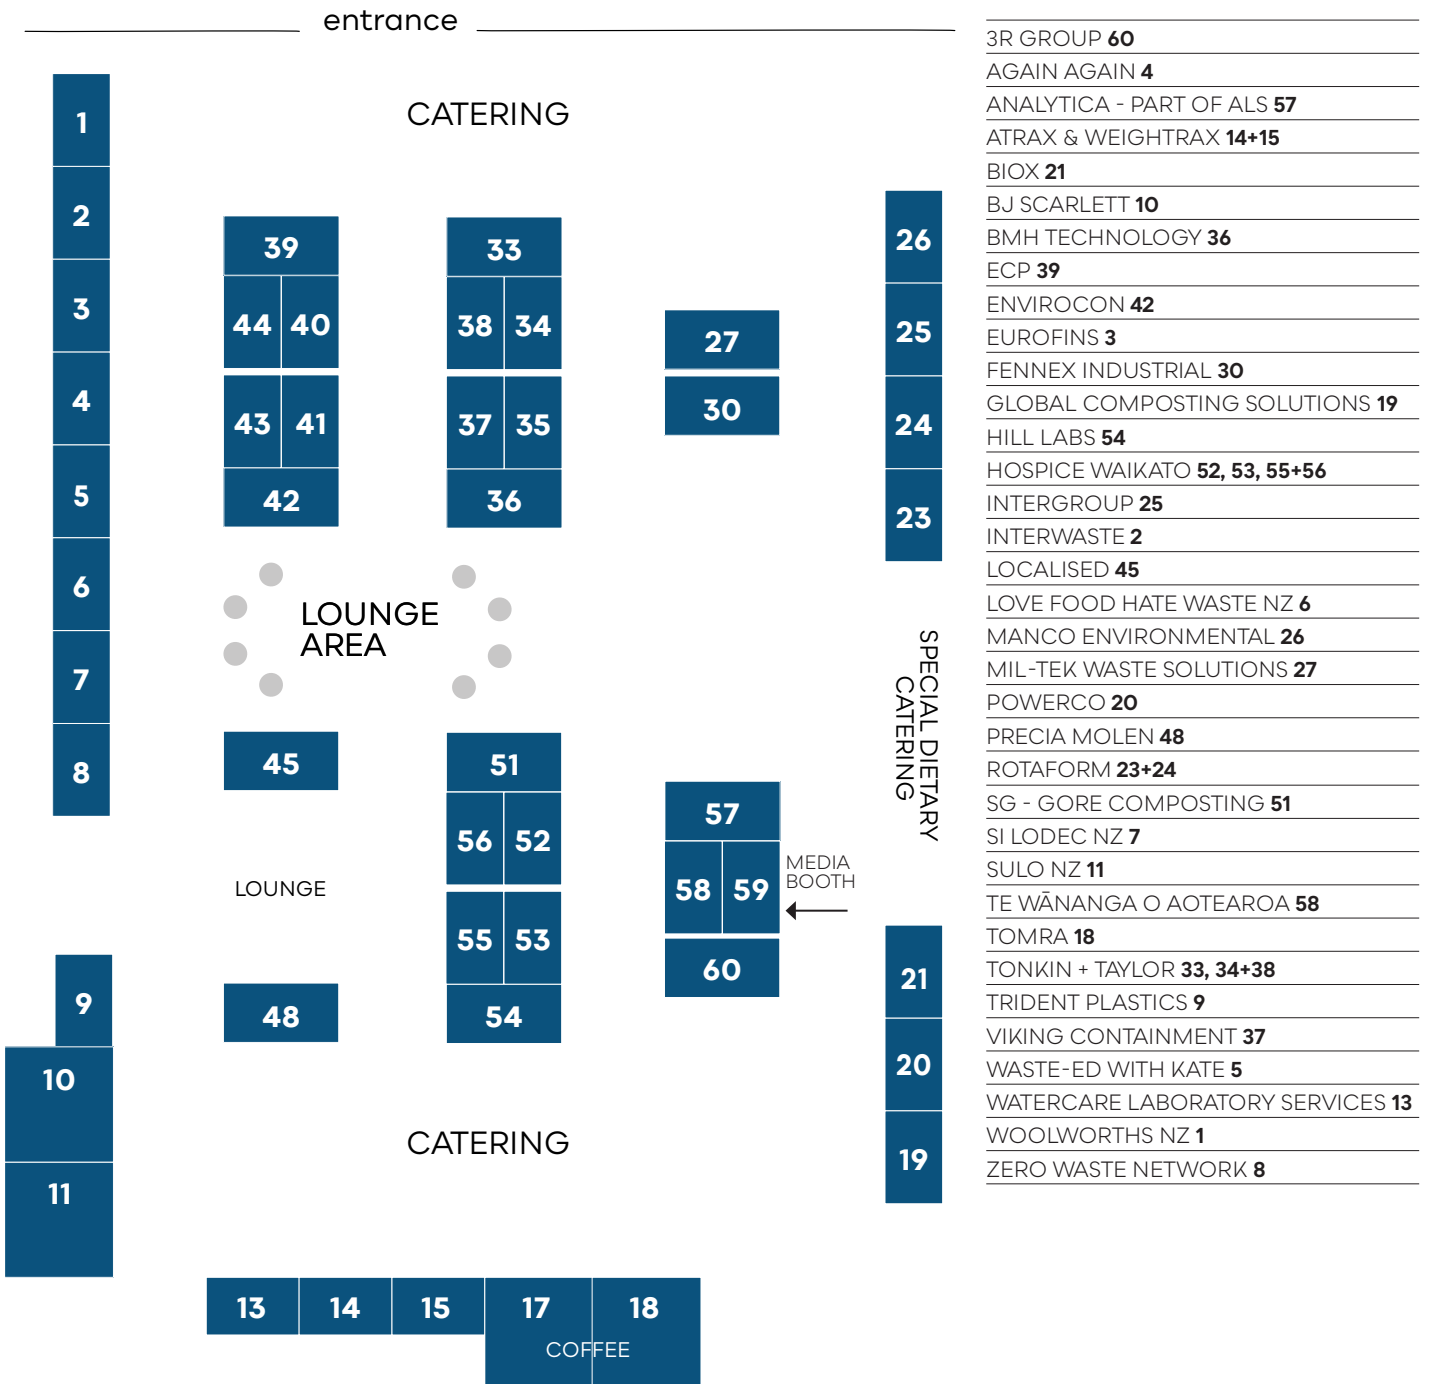 entrance
CATERING
1
2
3
4
5
6
7
8
39
44 40
43 41
42
33
38 34
37 35
36
27
30
26
25
24
23
LOUNGE
AREA
SPECIAL DIETARY
CATERING
45
LOUNGE
48
51
56 52
55 53
54
57
58 59
60
MEDIA
BOOTH
9
10
11
21
20
19
CATERING
13 14 15 17 18
COFFEE
3R GROUP 60
AGAIN AGAIN 4
ANALYTICA - PART OF ALS 57
ATRAX & WEIGHTRAX 14+15
BIOX 21
BJ SCARLETT 10
BMH TECHNOLOGY 36
ECP 39
ENVIROCON 42
EUROFINS 3
FENNEX INDUSTRIAL 30
GLOBAL COMPOSTING SOLUTIONS 19
HILL LABS 54
HOSPICE WAIKATO 52, 53, 55+56
INTERGROUP 25
INTERWASTE 2
LOCALISED 45
LOVE FOOD HATE WASTE NZ 6
MANCO ENVIRONMENTAL 26
MIL-TEK WASTE SOLUTIONS 27
POWERCO 20
PRECIA MOLEN 48
ROTAFORM 23+24
SG - GORE COMPOSTING 51
SI LODEC NZ 7
SULO NZ 11
TE WĀNANGA O AOTEAROA 58
TOMRA 18
TONKIN + TAYLOR 33, 34+38
TRIDENT PLASTICS 9
VIKING CONTAINMENT 37
WASTE-ED WITH KATE 5
WATERCARE LABORATORY SERVICES 13
WOOLWORTHS NZ 1
ZERO WASTE NETWORK 8